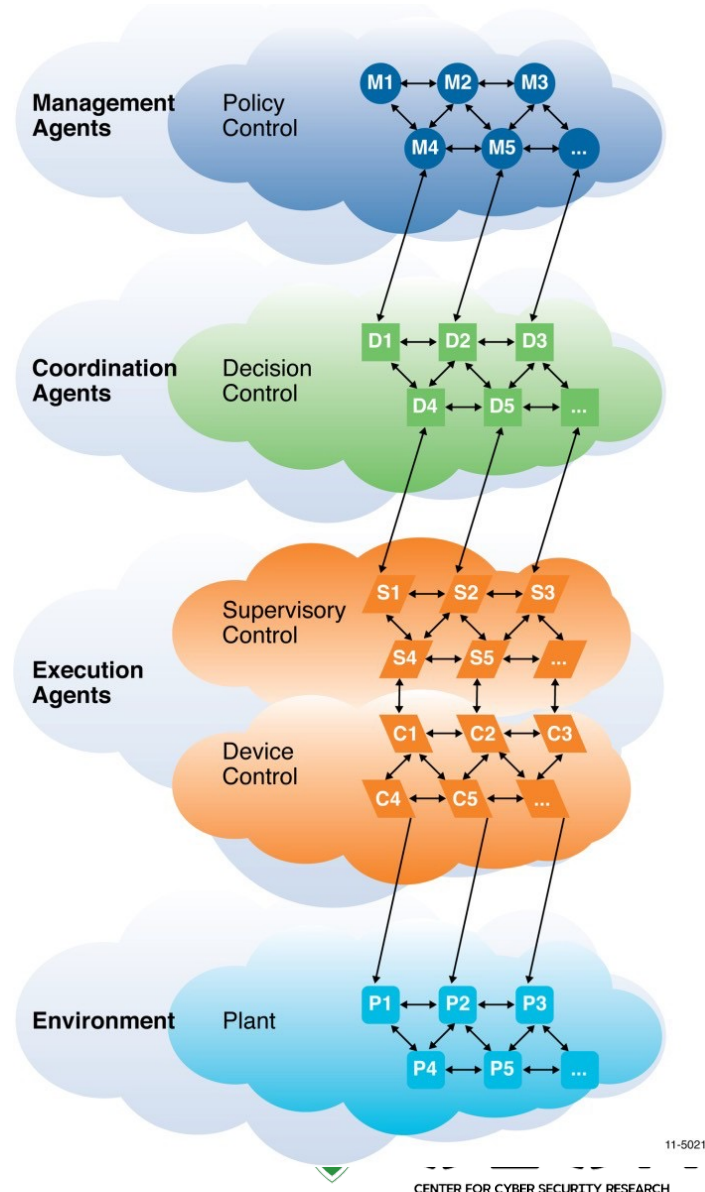 M1 M2 M3
Management Agents
Policy Control
M4 M5 ...
D1 D2 D3
Coordination Agents
Decision Control
D4 D5 ...
S1 S2 S3
Supervisory Control
S4 S5 ...
Execution Agents
C1 C2 C3
Device Control
C4 C5 ...
P1 P2 P3
Environment
Plant
P4 P5 ...
11-5021
CENTER FOR CYBER SECURITY RESEARCH